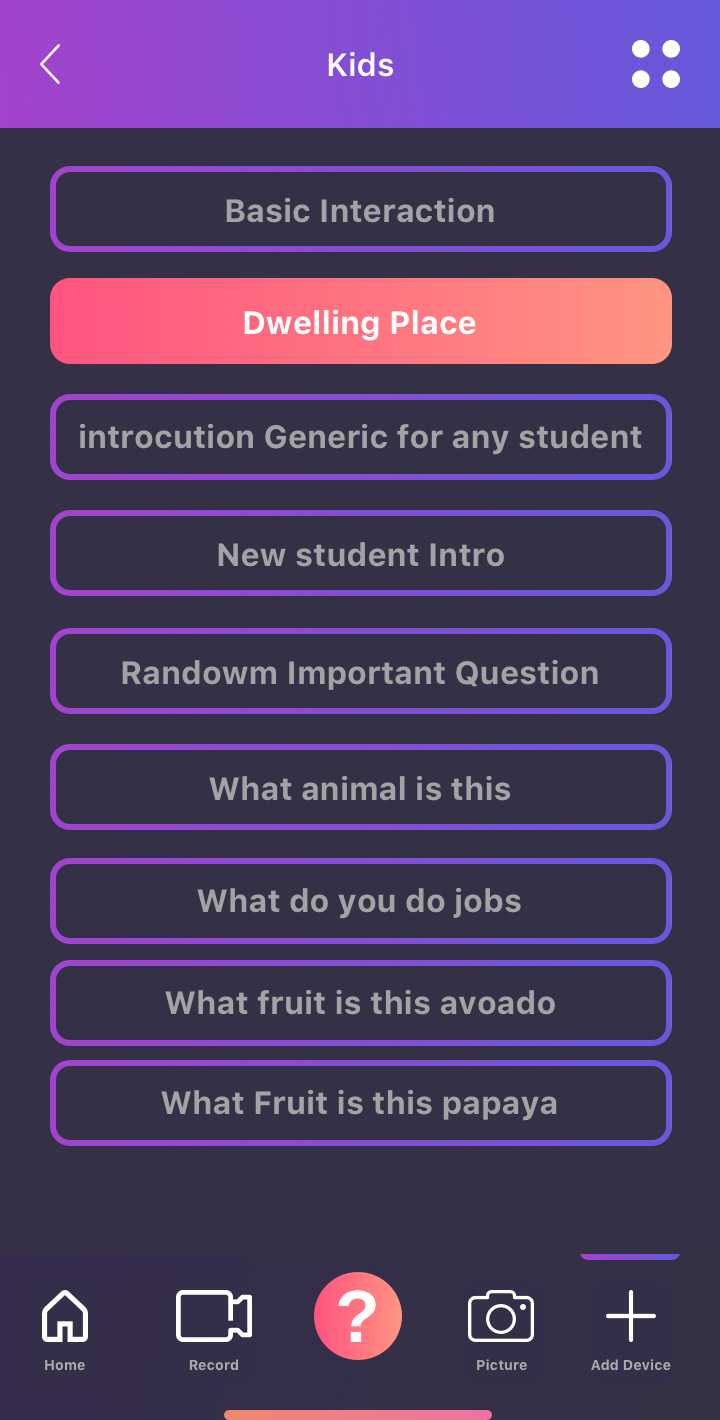 Kids
Basic Interaction
Dwelling Place
introcution Generic for any student
New student Intro
Randowm Important Question
What animal is this
What do you do jobs
What fruit is this avoado
What Fruit is this papaya
?
Home
Record
Picture
Add Device